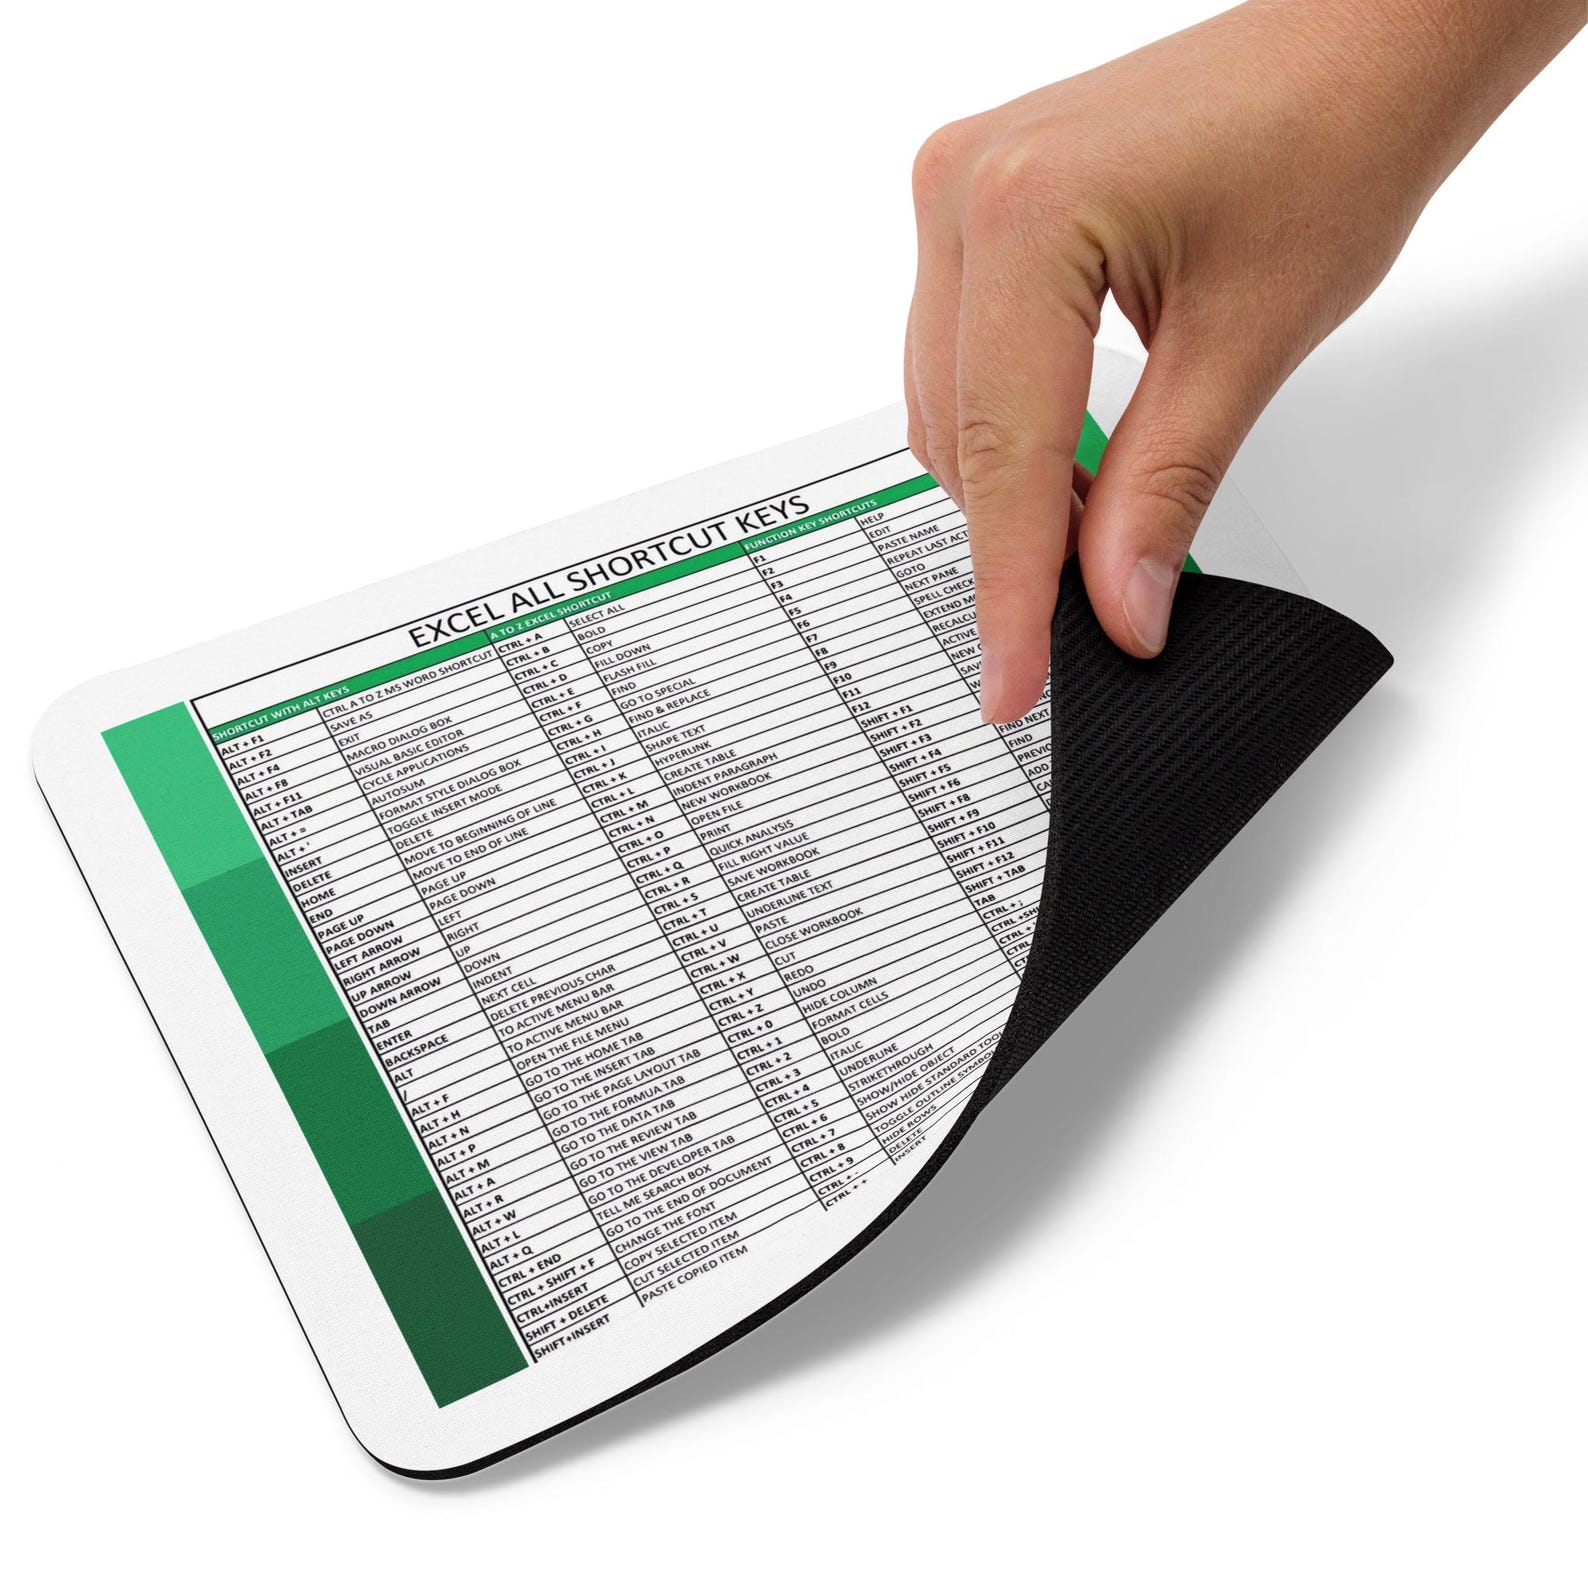 EXCEL ALL SHORTCUT KEYS
SHORTCUT WITH ALT KEYS
ALT + F1 CTRL A TO Z MS WORD SHORTCUT
ALT + F2 SAVE AS
ALT + F4 EXIT
ALT + F8 MACRO DIALOG BOX
ALT + F11 VISUAL BASIC EDITOR
ALT + TAB CYCLE APPLICATIONS
ALT + = AUTOSUM
ALT + ' FORMAT STYLE DIALOG BOX
INSERT TOGGLE INSERT MODE
DELETE DELETE
HOME MOVE TO BEGINNING OF LINE
END MOVE TO END OF LINE
PAGE UP PAGE UP
PAGE DOWN PAGE DOWN
LEFT ARROW LEFT
RIGHT ARROW RIGHT
UP ARROW UP
DOWN ARROW DOWN
TAB INDENT
ENTER NEXT CELL
BACKSPACE DELETE PREVIOUS CHAR
ALT TO ACTIVE MENU BAR
/ TO ACTIVE MENU BAR
ALT + F OPEN THE FILE MENU
ALT + H GO TO THE HOME TAB
ALT + N GO TO THE INSERT TAB
ALT + P GO TO THE PAGE LAYOUT TAB
ALT + M GO TO THE FORMUA TAB
ALT + A GO TO THE DATA TAB
ALT + R GO TO THE REVIEW TAB
ALT + W GO TO THE VIEW TAB
ALT + L GO TO THE DEVELOPER TAB
ALT + Q TELL ME SEARCH BOX
CTRL + END GO TO THE END OF DOCUMENT
CTRL + SHIFT + F CHANGE THE FONT
CTRL+INSERT COPY SELECTED ITEM
SHIFT + DELETE CUT SELECTED ITEM
SHIFT+INSERT PASTE COPIED ITEM
A TO Z EXCEL SHORTCUT
CTRL + A SELECT ALL
CTRL + B BOLD
CTRL + C COPY
CTRL + D FILL DOWN
CTRL + E FLASH FILL
CTRL + F FIND
CTRL + G GO TO SPECIAL
CTRL + H FIND & REPLACE
CTRL + I ITALIC
CTRL + J SHAPE TEXT
CTRL + K HYPERLINK
CTRL + L CREATE TABLE
CTRL + M INDENT PARAGRAPH
CTRL + N NEW WORKBOOK
CTRL + O OPEN FILE
CTRL + P PRINT
CTRL + Q QUICK ANALYSIS
CTRL + R FILL RIGHT VALUE
CTRL + S SAVE WORKBOOK
CTRL + T CREATE TABLE
CTRL + U UNDERLINE TEXT
CTRL + V PASTE
CTRL + W CLOSE WORKBOOK
CTRL + X CUT
CTRL + Y REDO
CTRL + Z UNDO
CTRL + 0 HIDE COLUMN
CTRL + 1 FORMAT CELLS
CTRL + 2 BOLD
CTRL + 3 ITALIC
CTRL + 4 UNDERLINE
CTRL + 5 STRIKETHROUGH
CTRL + 6 SHOW/HIDE OBJECT
CTRL + 7 SHOW HIDE STANDARD
CTRL + 8 TOGGLE OUTLINE
CTRL + 9 HIDE ROWS
CTRL + - DELETE
CTRL + + INSERT
FUNCTION KEY SHORTCUTS
F1 HELP
F2 EDIT
F3 PASTE NAME
F4 REPEAT LAST
F5 GOTO
F6 NEXT PANE
F7 SPELL CHECK
F8 EXTEND
F9
F10 ACTIVE
F11 NEW
F12
SHIFT + F1
SHIFT + F2
SHIFT + F3
SHIFT + F4 FIND NEXT
SHIFT + F5 FIND
SHIFT + F6
SHIFT + F8 ADD
SHIFT + F9
SHIFT + F10
SHIFT + F11
SHIFT + F12
SHIFT + TAB
TAB
CTRL + ;